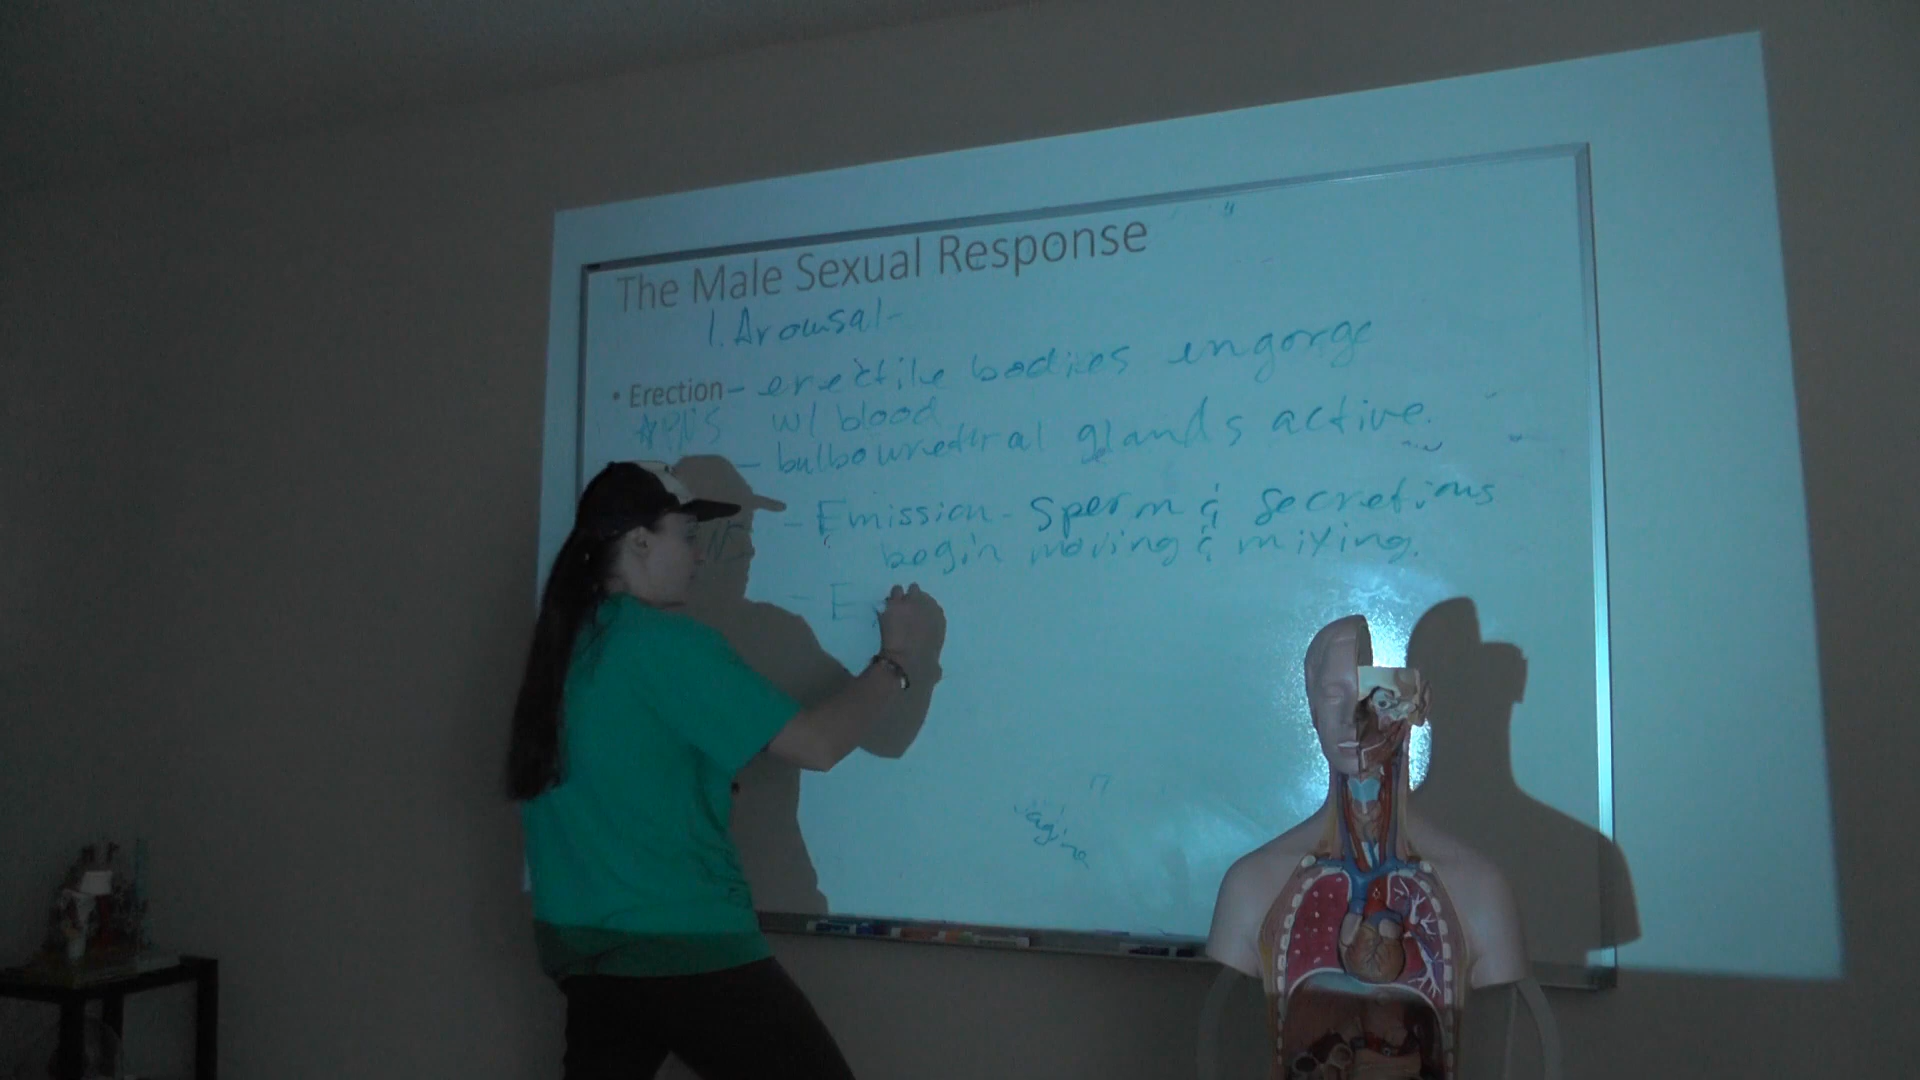 The Male Sexual Response
1. Arousal-
• Erection - erectile bodies engorge
*PNS w/ blood
- bulbourethral glands active.
- Emission - Sperm & Secretions
begin moving & mixing.
- E
vagina